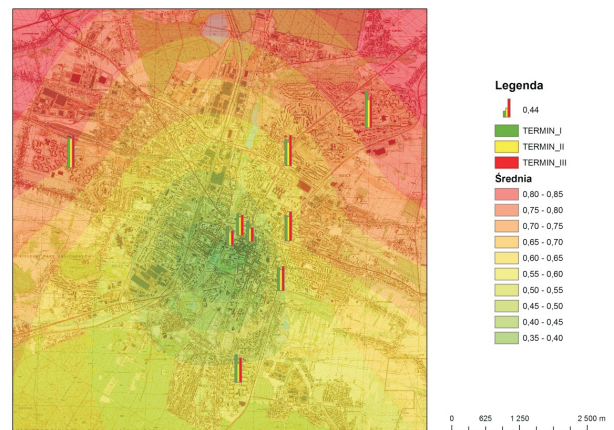 Legenda
0,44
TERMIN_I
TERMIN_II
TERMIN_III
Średnia
0,80 - 0,85
0,75 - 0,80
0,70 - 0,75
0,65 - 0,70
0,60 - 0,65
0,55 - 0,60
0,50 - 0,55
0,45 - 0,50
0,40 - 0,45
0,35 - 0,40
0 625 1 250 2 500 m